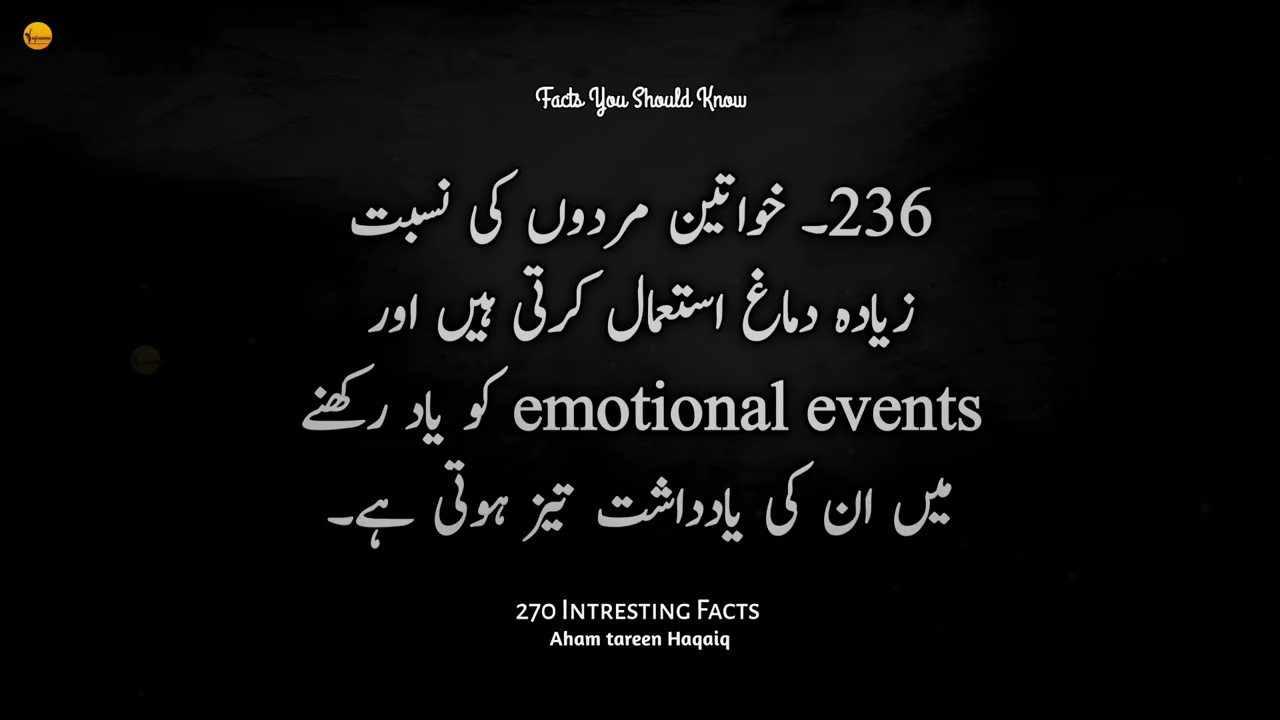 Facts You Should Know
236۔ خواتین مردوں کی نسبت
زیادہ دماغ استعمال کرتی ہیں اور
emotional events کو یاد رکھنے
میں ان کی یادداشت تیز ہوتی ہے۔
270 Intresting Facts
Aham tareen Haqaiq